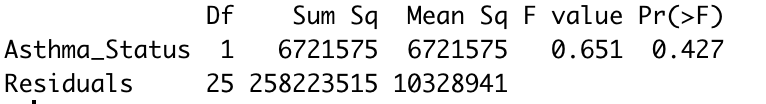 Df Sum Sq Mean Sq F value Pr(>F)
Asthma_Status 1 6721575 6721575 0.651 0.427
Residuals 25 258223515 10328941